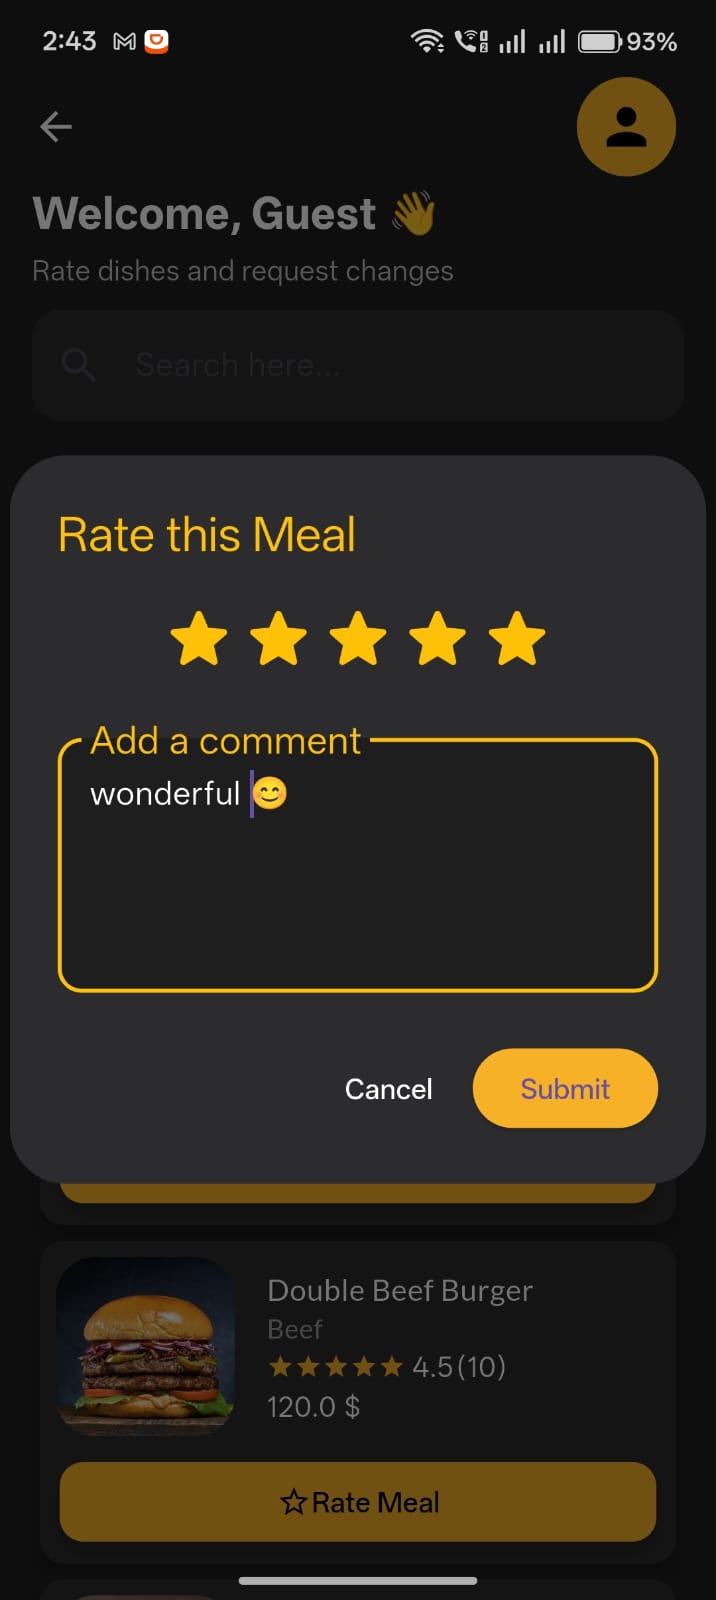 2:43 93%
Welcome, Guest 👋
Rate dishes and request changes
Search here...
Rate this Meal
Add a comment
wonderful 😊
Cancel
Submit
Double Beef Burger
Beef
4.5(10)
120.0 $
Rate Meal